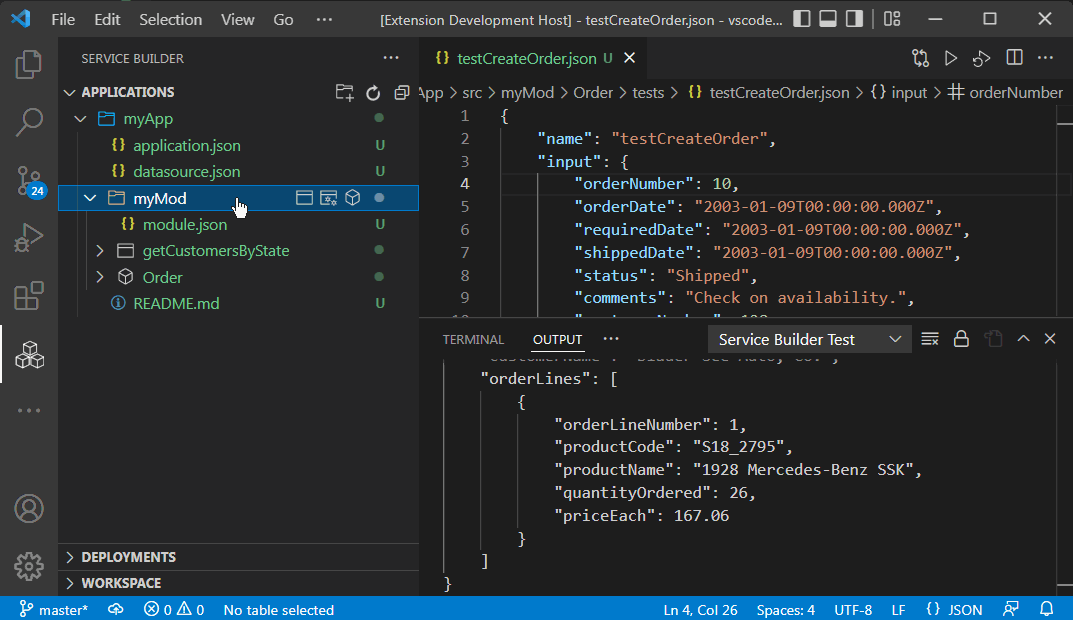 File Edit Selection View Go ··· [Extension Development Host] - testCreateOrder.json - vscode...
SERVICE BUILDER ···
APPLICATIONS
myApp
{} application.json U
{} datasource.json U
myMod
{} module.json U
getCustomersByState
Order
README.md U
DEPLOYMENTS
WORKSPACE
{} testCreateOrder.json U
App > src > myMod > Order > tests > {} testCreateOrder.json > {} input > # orderNumber
1 {
2 "name": "testCreateOrder",
3 "input": {
4 "orderNumber": 10,
5 "orderDate": "2003-01-09T00:00:00.000Z",
6 "requiredDate": "2003-01-09T00:00:00.000Z",
7 "shippedDate": "2003-01-09T00:00:00.000Z",
8 "status": "Shipped",
9 "comments": "Check on availability.",
TERMINAL OUTPUT ··· Service Builder Test
"orderLines": [
{
"orderLineNumber": 1,
"productCode": "S18_2795",
"productName": "1928 Mercedes-Benz SSK",
"quantityOrdered": 26,
"priceEach": 167.06
}
]
}
24
master* 0 0 No table selected Ln 4, Col 26 Spaces: 4 UTF-8 LF {} JSON